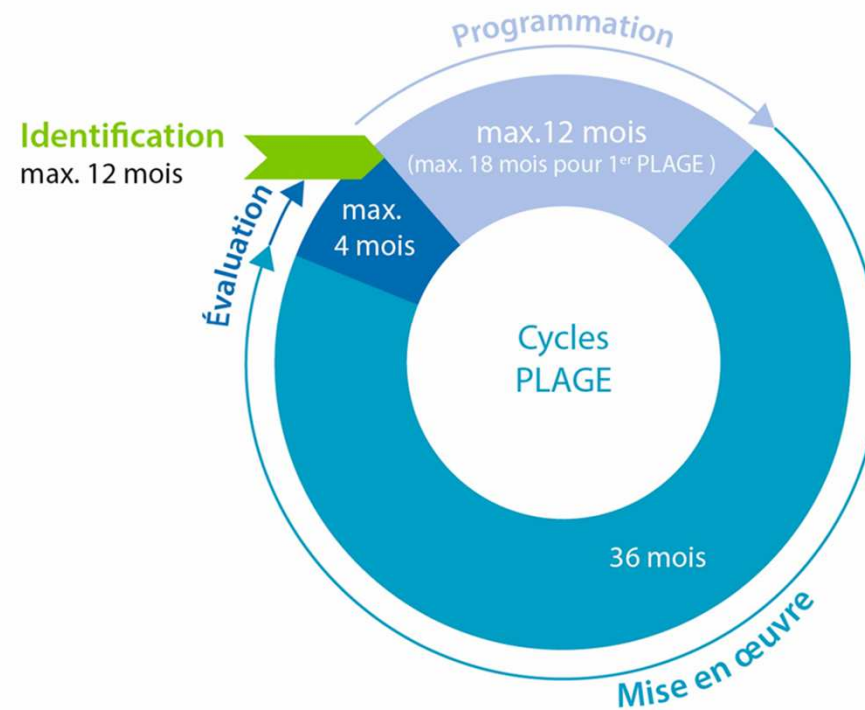 Programmation
Identification
max. 12 mois
max.12 mois
(max. 18 mois pour 1er PLAGE )
Évaluation
max.
4 mois
Cycles
PLAGE
36 mois
Mise en œuvre